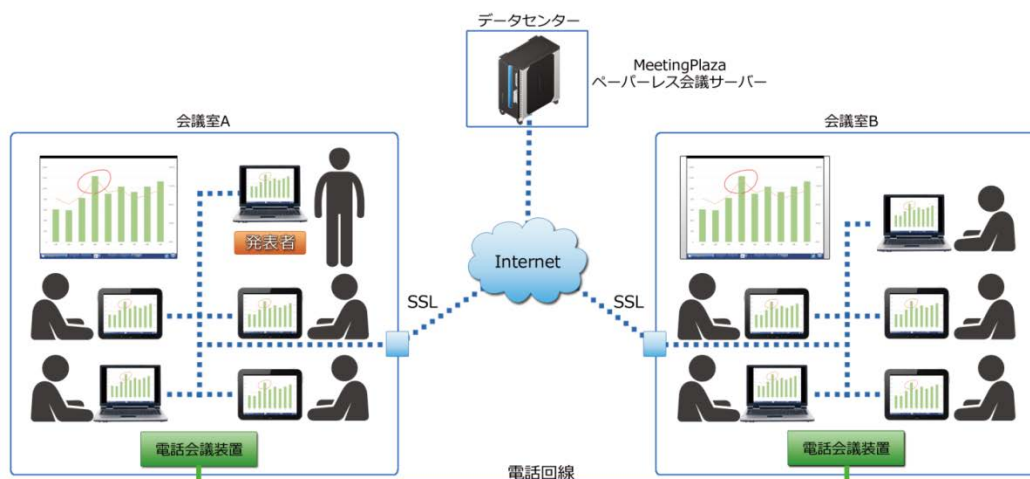 データセンター
MeetingPlaza
ペーパーレス会議サーバー
会議室A
会議室B
発表者
Internet
SSL
SSL
電話会議装置
電話会議装置
電話回線